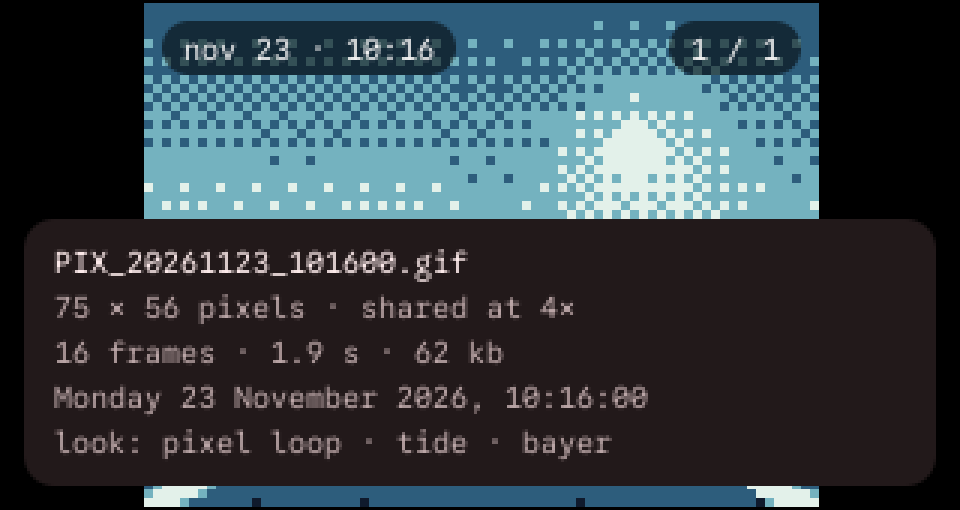 nov 23 · 10:16
1 / 1
PIX_20261123_101600.gif
75 × 56 pixels · shared at 4×
16 frames · 1.9 s · 62 kb
Monday 23 November 2026, 10:16:00
look: pixel loop · tide · bayer